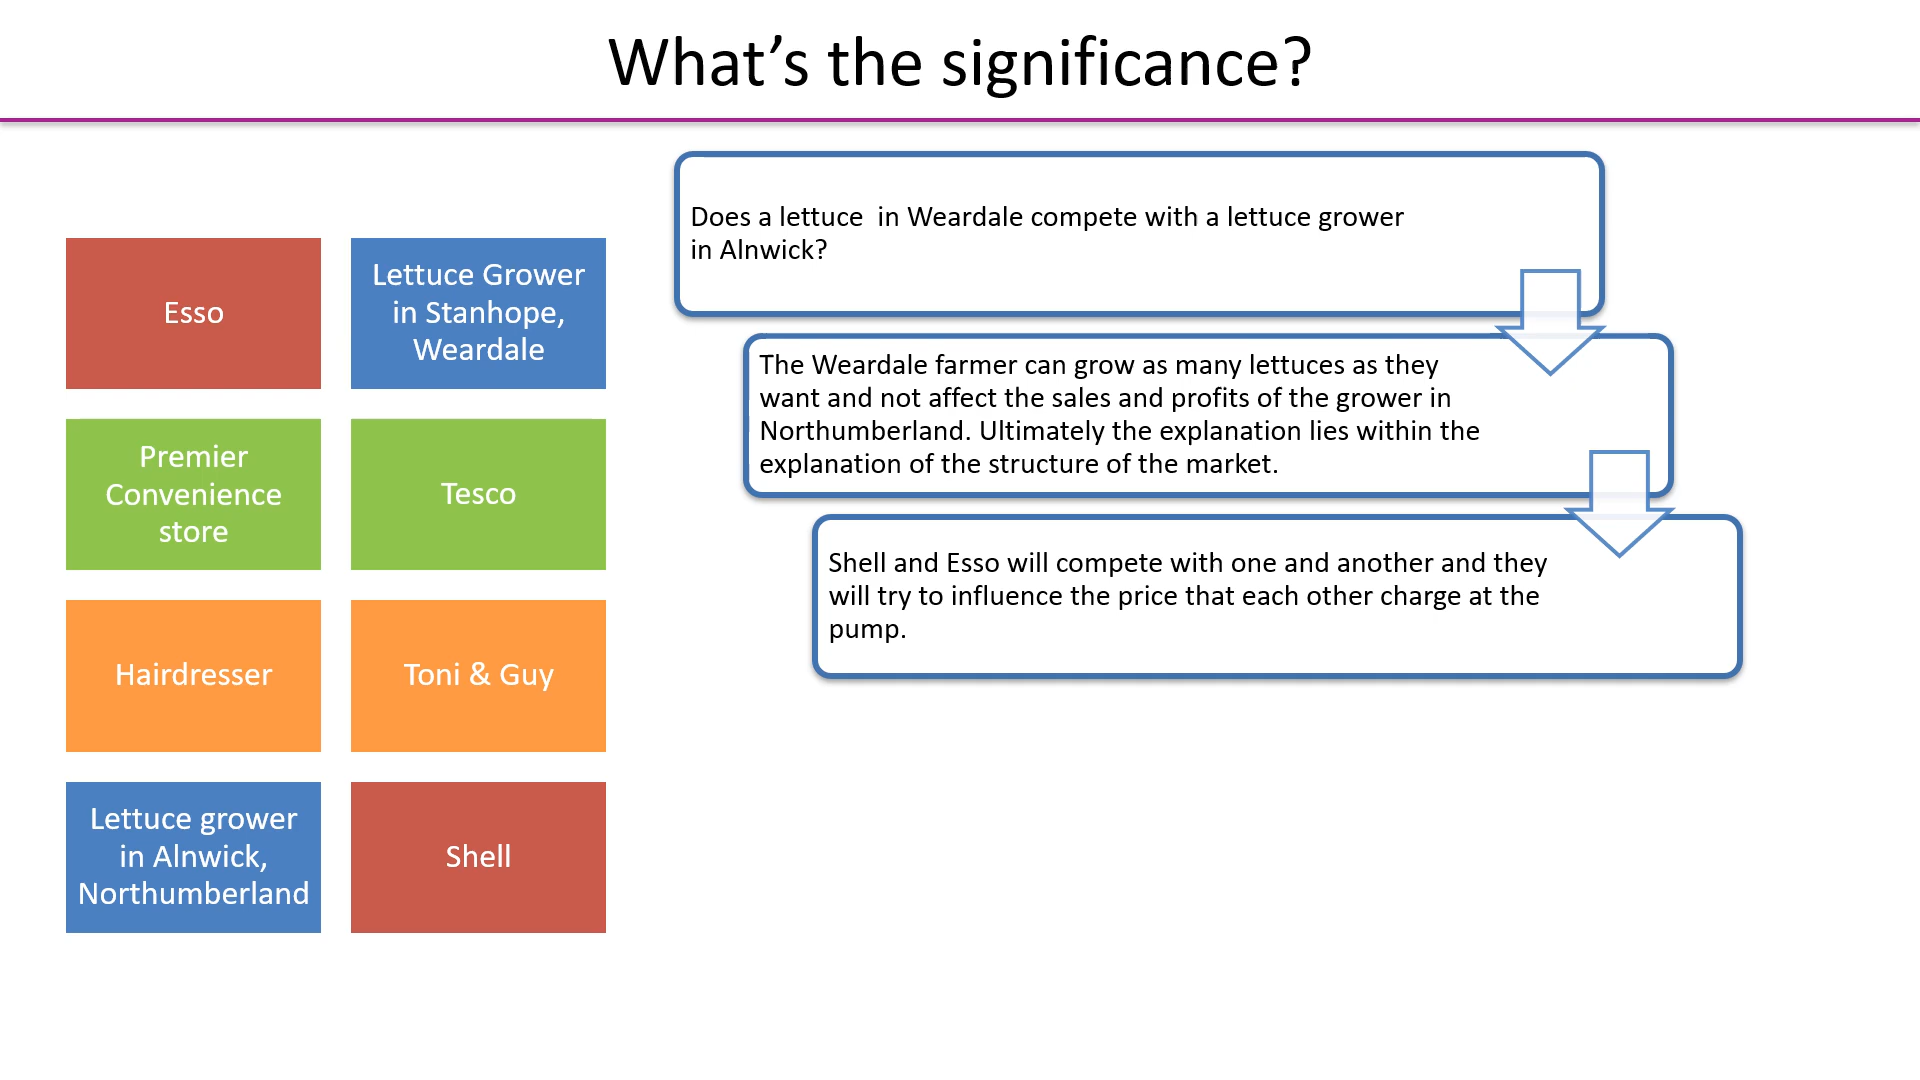 What’s the significance?
Esso
Lettuce Grower
in Stanhope,
Weardale
Premier
Convenience
store
Tesco
Hairdresser
Toni & Guy
Lettuce grower
in Alnwick,
Northumberland
Shell
Does a lettuce  in Weardale compete with a lettuce grower
in Alnwick?
The Weardale farmer can grow as many lettuces as they
want and not affect the sales and profits of the grower in
Northumberland. Ultimately the explanation lies within the
explanation of the structure of the market.
Shell and Esso will compete with one and another and they
will try to influence the price that each other charge at the
pump.